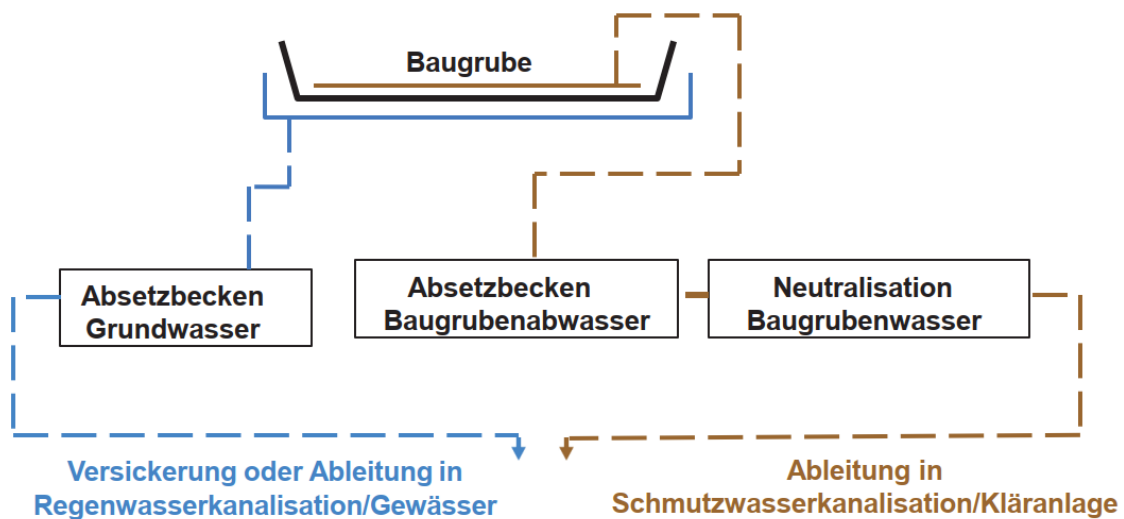 Baugrube
Absetzbecken
Grundwasser
Absetzbecken
Baugrubenabwasser
Neutralisation
Baugrubenwasser
Versickerung oder Ableitung in
Regenwasserkanalisation/Gewässer
Ableitung in
Schmutzwasserkanalisation/Kläranlage